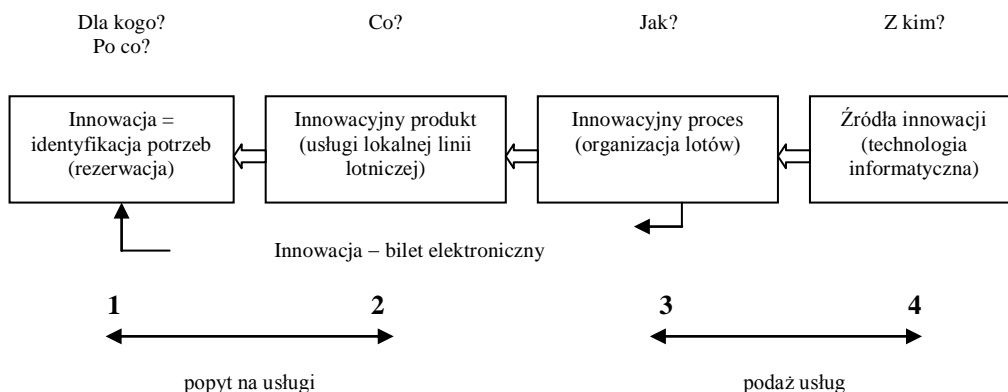 Dla kogo?
Po co?
Co?
Jak?
Z kim?
Innowacja =
identyfikacja potrzeb
(rezerwacja)
Innowacyjny produkt
(usługi lokalnej linii
lotniczej)
Innowacyjny proces
(organizacja lotów)
Źródła innowacji
(technologia
informatyczna)
Innowacja – bilet elektroniczny
1
2
3
4
popyt na usługi
podaż usług